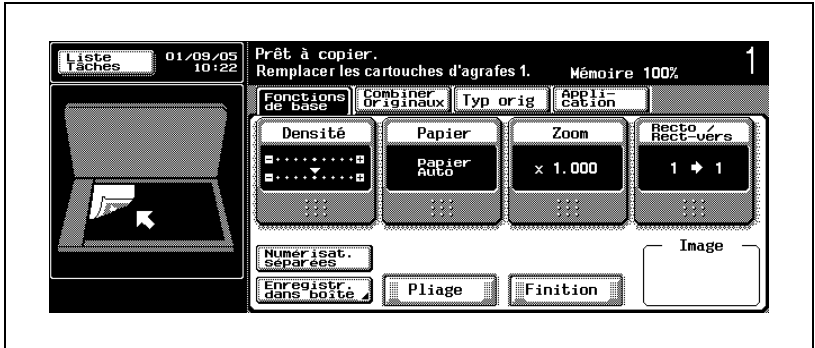 Liste
Tâches
01/09/05
10:22
Prêt à copier.
Remplacer les cartouches d'agrafes 1.
Mémoire 100%
1
Fonctions
de base
Combiner
Originaux
Typ orig
Appli-
cation
Densité
Papier
Zoom
Recto /
Rect-vers
Papier
Auto
x 1.000
1 ➔ 1
Numérisat.
séparées
Image
Enregistr.
dans boîte
Pliage
Finition